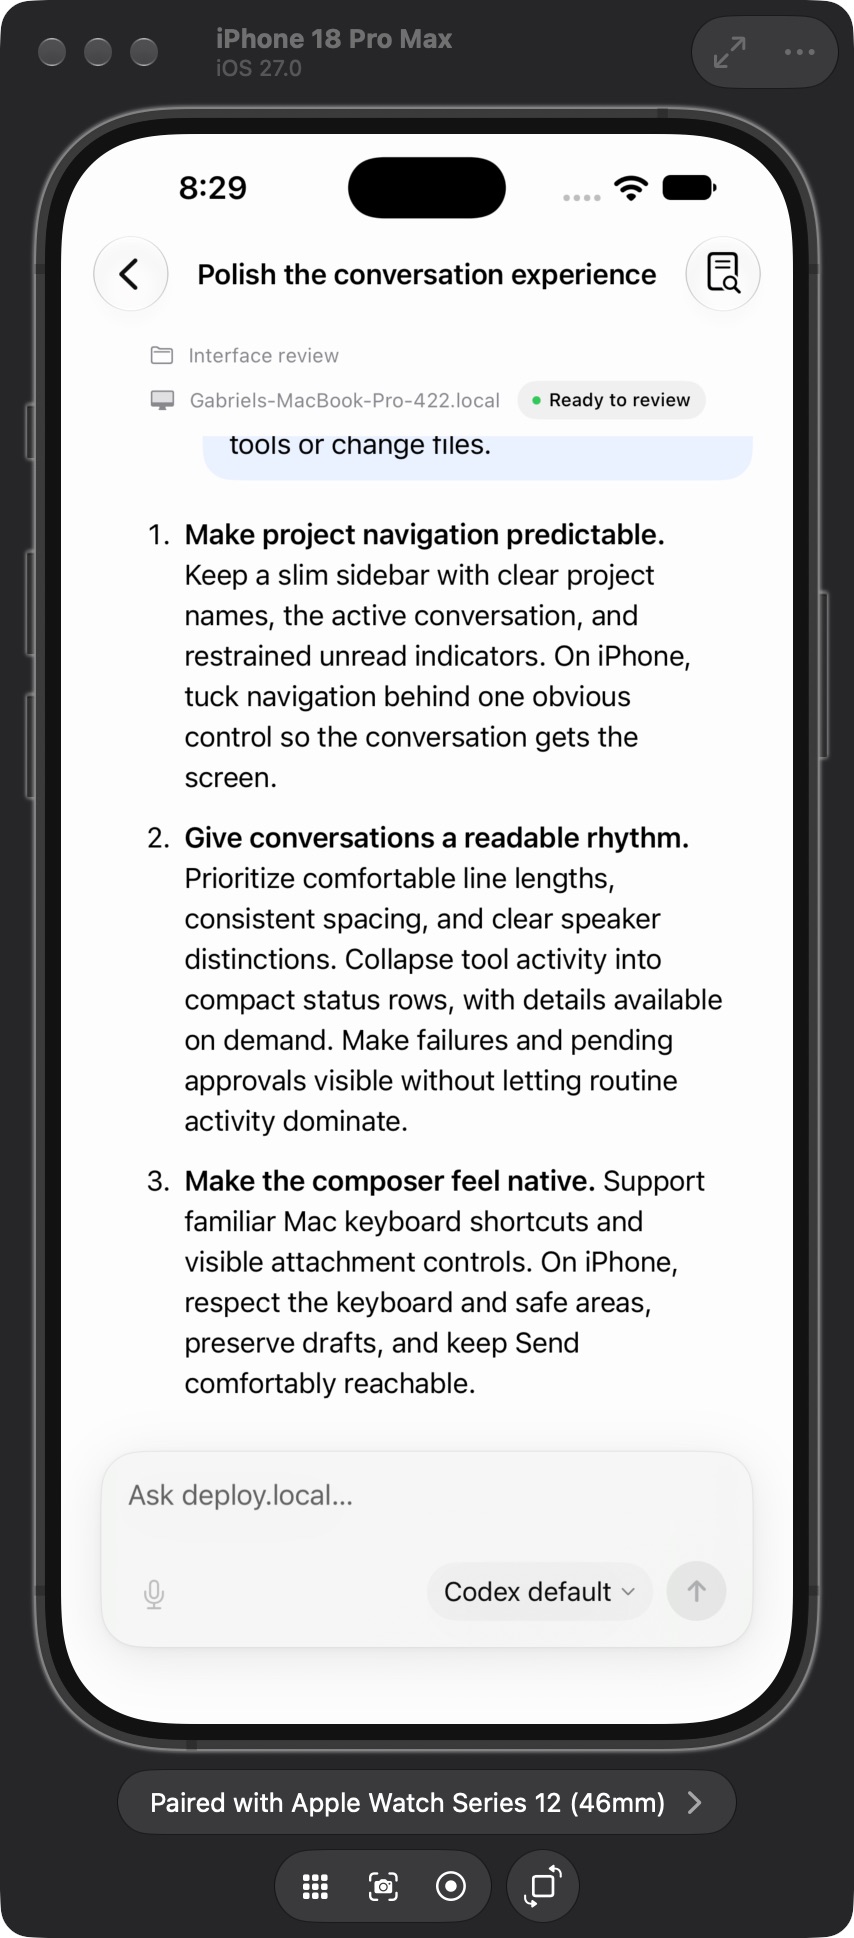 iPhone 18 Pro Max
iOS 27.0
8:29
Polish the conversation experience
Interface review
Gabriels-MacBook-Pro-422.local
Ready to review
tools or change files.
1. Make project navigation predictable.
Keep a slim sidebar with clear project
names, the active conversation, and
restrained unread indicators. On iPhone,
tuck navigation behind one obvious
control so the conversation gets the
screen.
2. Give conversations a readable rhythm.
Prioritize comfortable line lengths,
consistent spacing, and clear speaker
distinctions. Collapse tool activity into
compact status rows, with details available
on demand. Make failures and pending
approvals visible without letting routine
activity dominate.
3. Make the composer feel native. Support
familiar Mac keyboard shortcuts and
visible attachment controls. On iPhone,
respect the keyboard and safe areas,
preserve drafts, and keep Send
comfortably reachable.
Ask deploy.local...
Codex default
Paired with Apple Watch Series 12 (46mm)